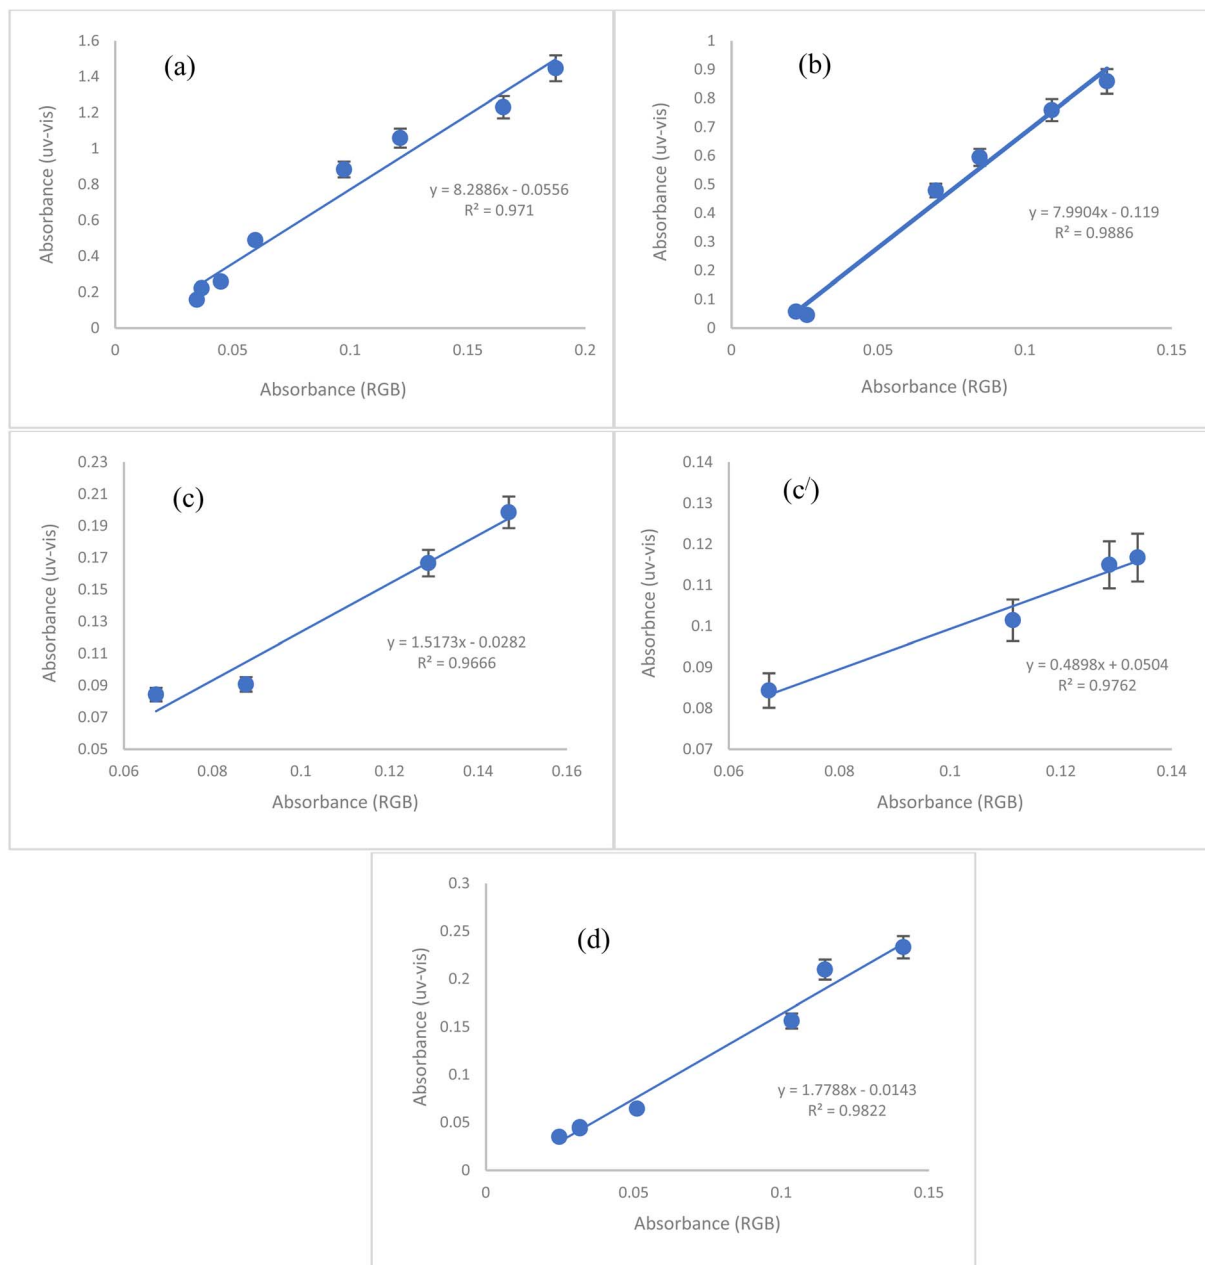 (a)
Absorbance (uv-vis)
1.6
1.4
1.2
1
0.8
0.6
0.4
0.2
0
y = 8.2886x - 0.0556
R² = 0.971
0 0.05 0.1 0.15 0.2
Absorbance (RGB)
(b)
Absorbance (uv-vis)
1
0.9
0.8
0.7
0.6
0.5
0.4
0.3
0.2
0.1
0
y = 7.9904x - 0.119
R² = 0.9886
0 0.05 0.1 0.15
Absorbance (RGB)
(c)
Absorbance (uv-vis)
0.23
0.21
0.19
0.17
0.15
0.13
0.11
0.09
0.07
0.05
y = 1.5173x - 0.0282
R² = 0.9666
0.06 0.08 0.1 0.12 0.14 0.16
Absorbance (RGB)
(c/)
Absorbnce (uv-vis)
0.14
0.13
0.12
0.11
0.1
0.09
0.08
0.07
y = 0.4898x + 0.0504
R² = 0.9762
0.06 0.08 0.1 0.12 0.14
Absorbance (RGB)
(d)
Absorbance (uv-vis)
0.3
0.25
0.2
0.15
0.1
0.05
0
y = 1.7788x - 0.0143
R² = 0.9822
0 0.05 0.1 0.15
Absorbance (RGB)